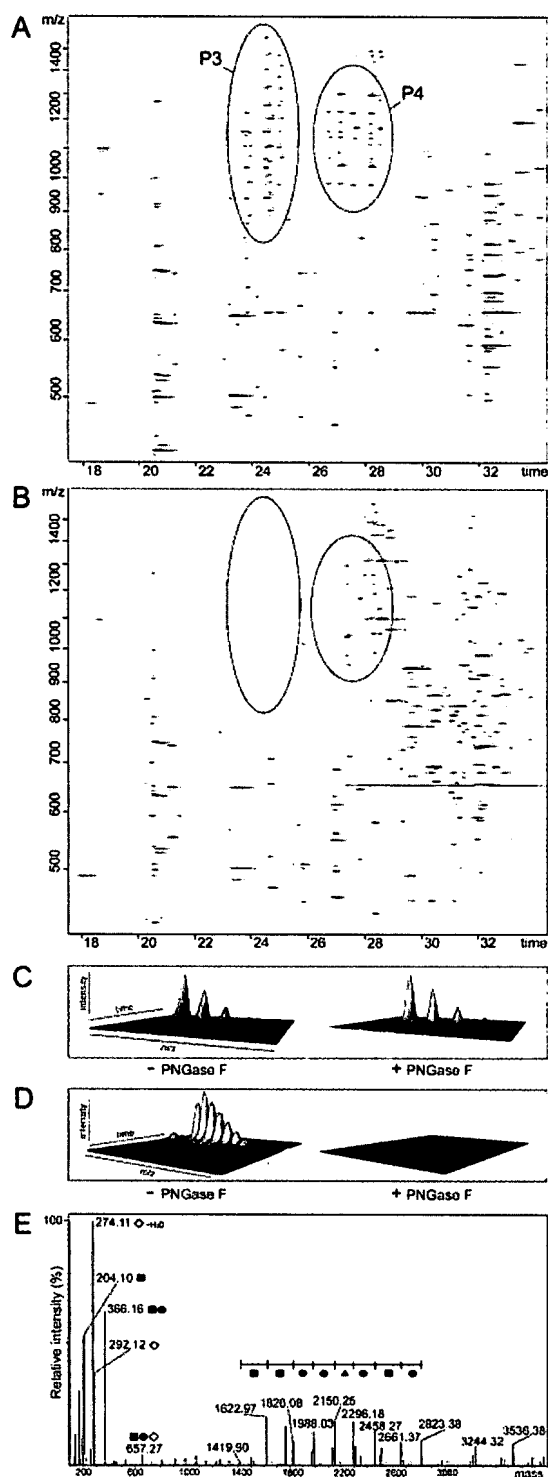 A
m/z
P3
P4
1400
1200
1000
900
800
700
600
500
18 20 22 24 26 28 30 32 time
B
m/z
1400
1200
1000
900
800
700
600
500
18 20 22 24 26 28 30 32 time
C
intensity
time
m/z
- PNGase F + PNGase F
D
intensity
time
m/z
- PNGase F + PNGase F
E
Relative intensity (%)
100
274.11 -H₂O
204.10
366.16
292.12
657.27
1419.90
1622.97
1820.08
1988.03
2150.25
2296.18
2458.27
2661.37
2823.38
3244.32
3536.38
200 600 1000 1400 1800 2200 2600 3000